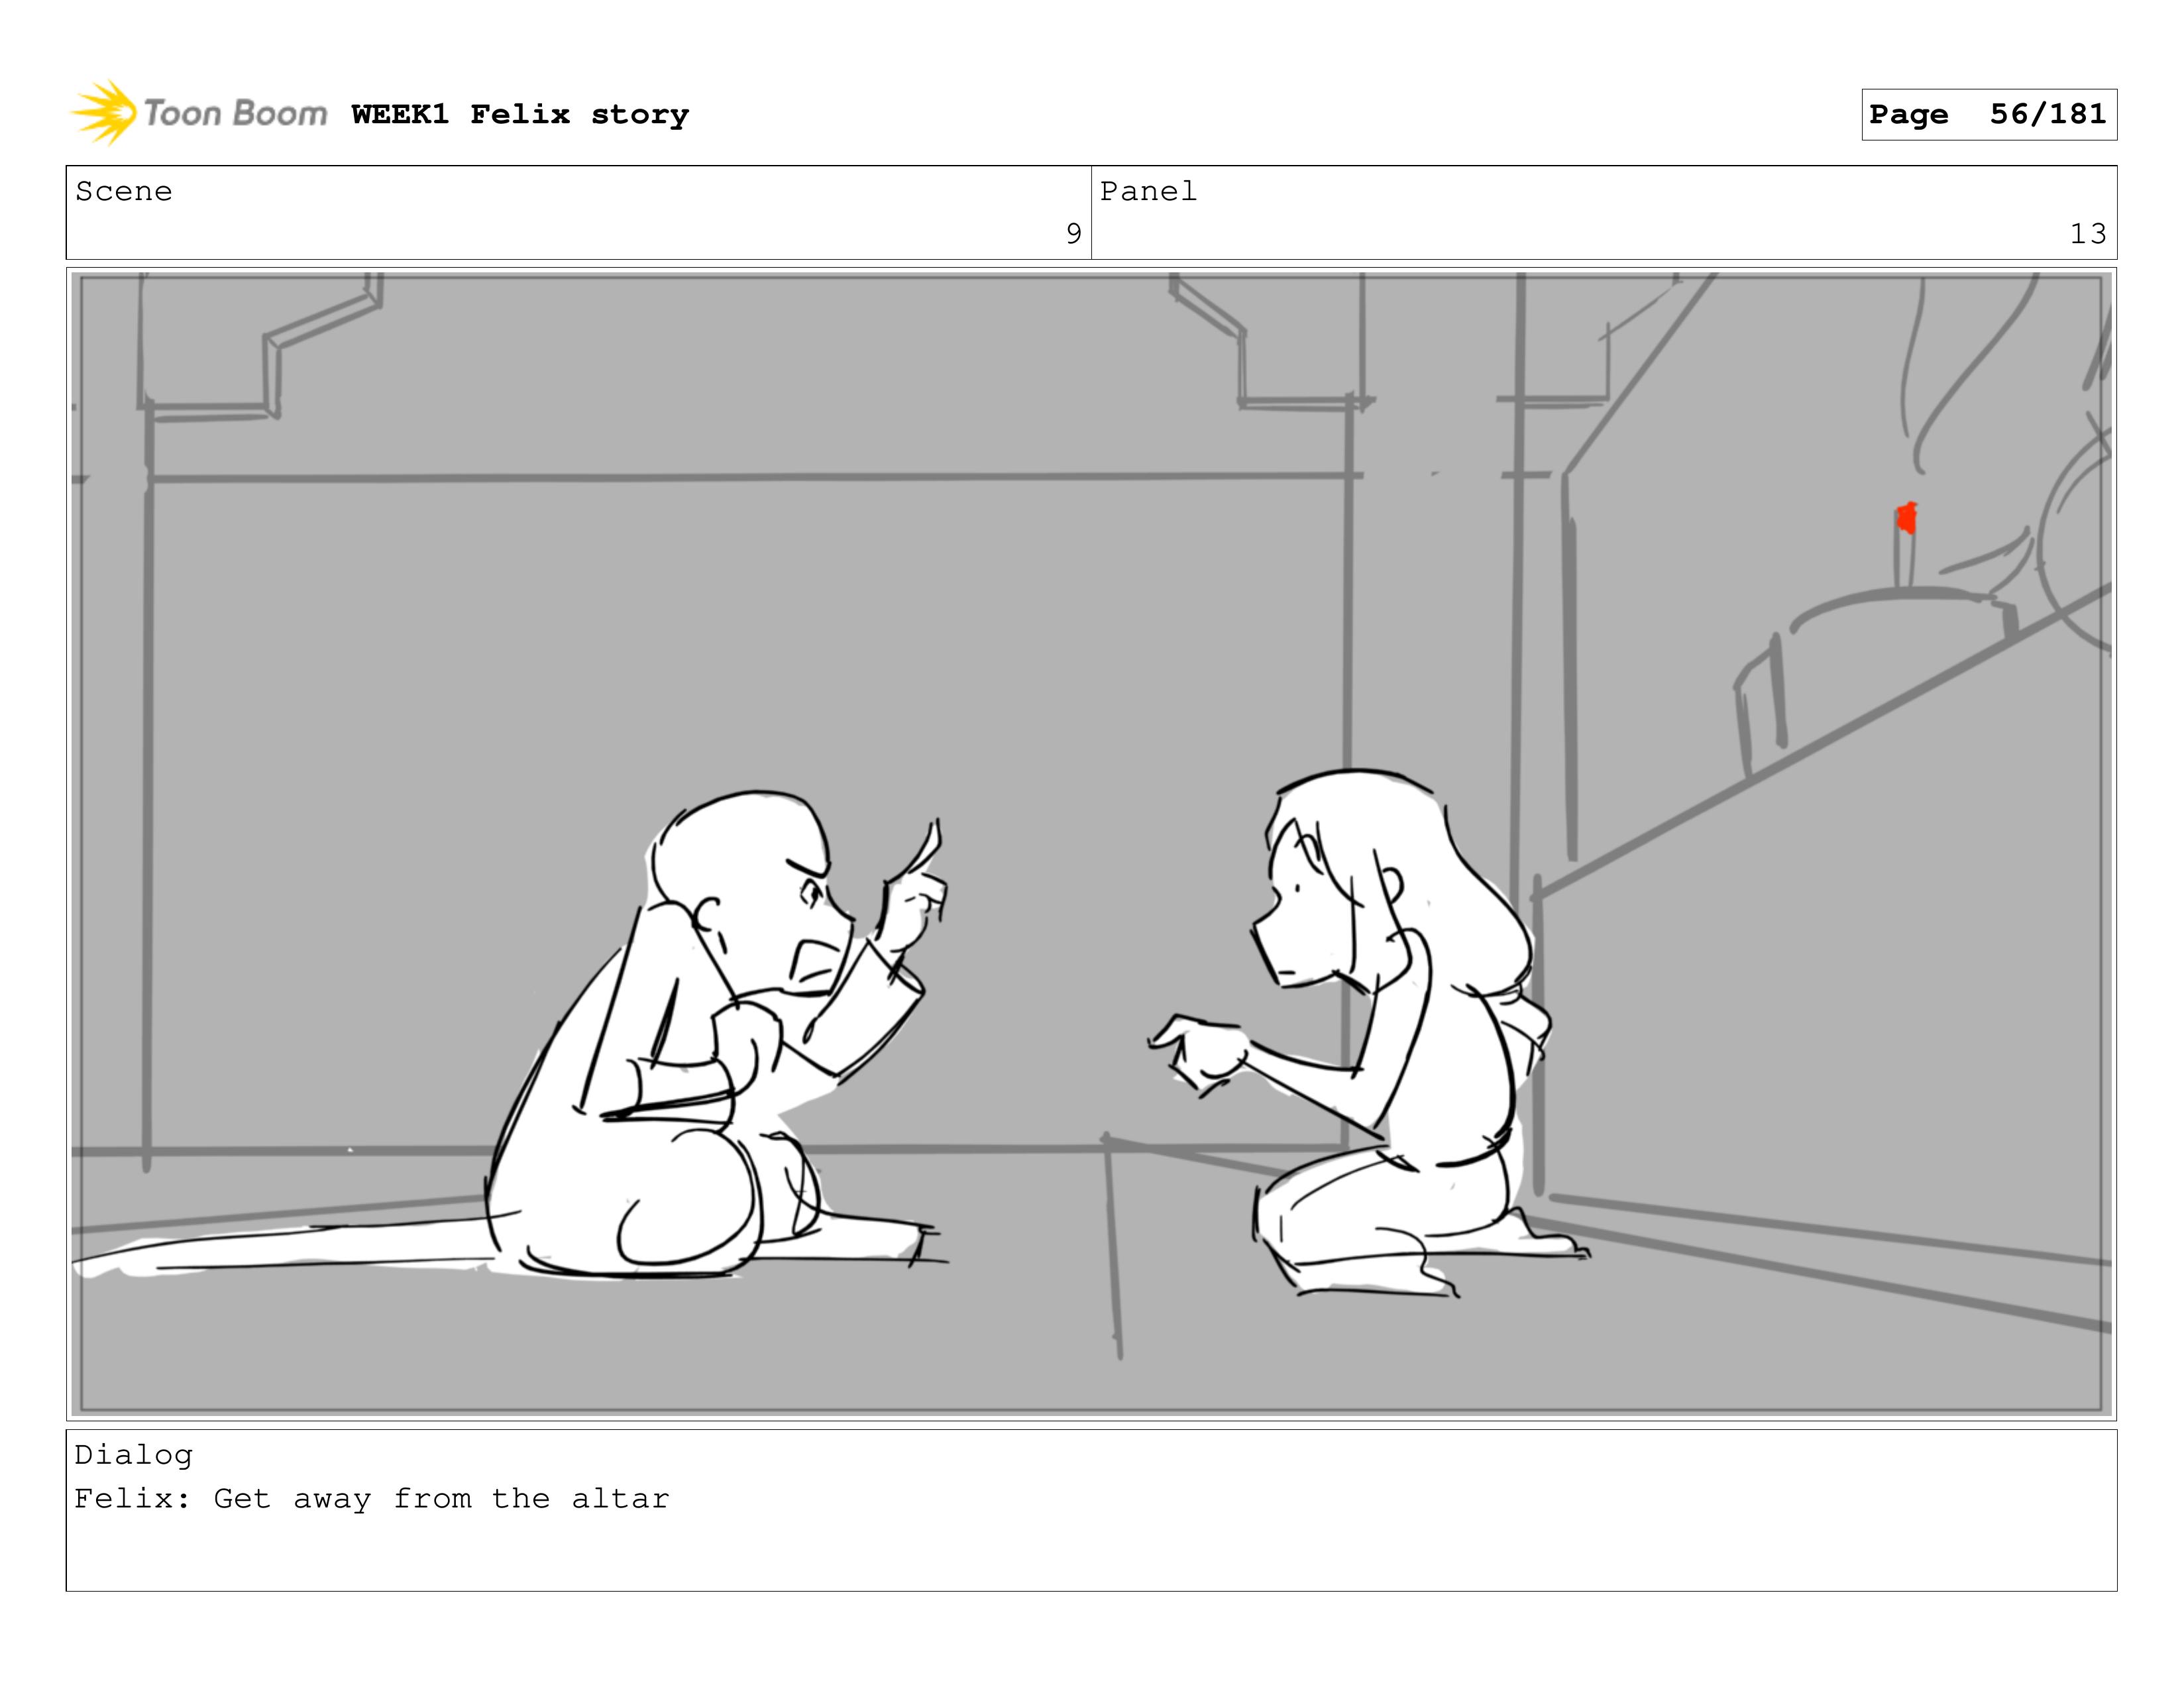 Toon Boom WEEK1 Felix story
Page 56/181
Scene
9
Panel
13
Dialog
Felix: Get away from the altar